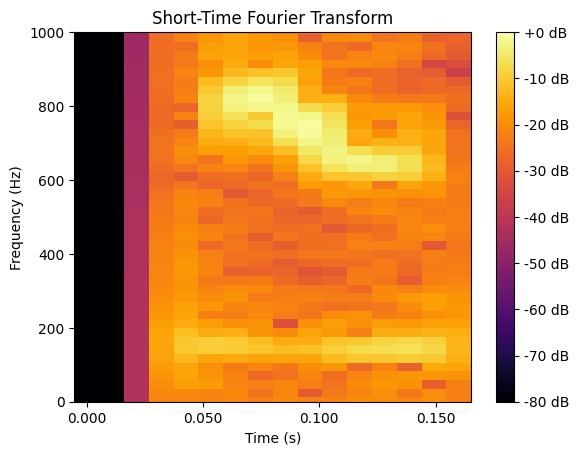 Short-Time Fourier Transform
1000
800
600
400
200
0
Frequency (Hz)
0.000
0.050
0.100
0.150
Time (s)
+0 dB
-10 dB
-20 dB
-30 dB
-40 dB
-50 dB
-60 dB
-70 dB
-80 dB